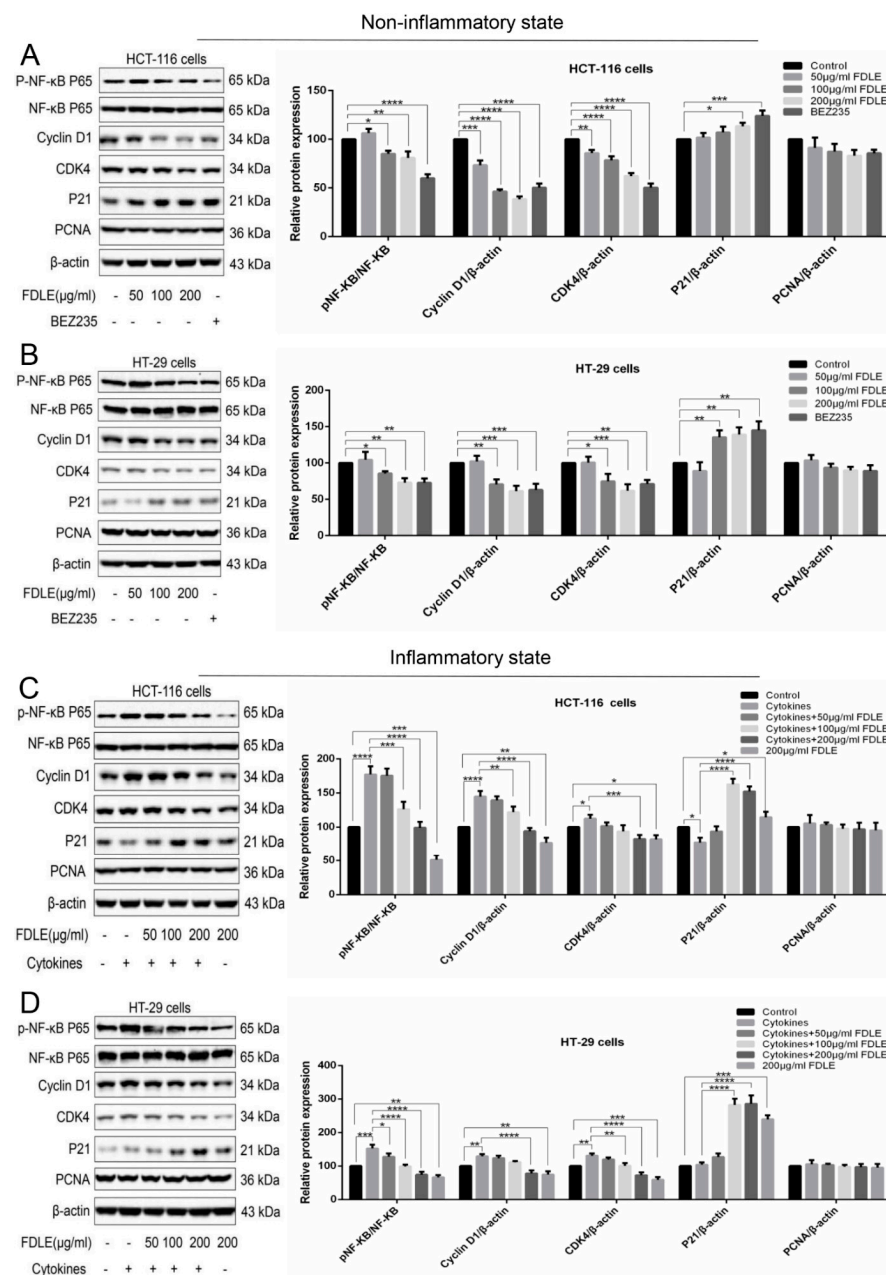 Non-inflammatory state
A
HCT-116 cells
P-NF-κB P65 65 kDa
NF-κB P65 65 kDa
Cyclin D1 34 kDa
CDK4 34 kDa
P21 21 kDa
PCNA 36 kDa
β-actin 43 kDa
FDLE(μg/ml) - 50 100 200 -
BEZ235 - - - - +
HCT-116 cells
Control
50μg/ml FDLE
100μg/ml FDLE
200μg/ml FDLE
BEZ235
Relative protein expression
150
100
50
0
* ** ****
*** **** **** ****
** **** **** ****
* ***
pNF-KB/NF-KB
Cyclin D1/β-actin
CDK4/β-actin
P21/β-actin
PCNA/β-actin
B
HT-29 cells
P-NF-κB P65 65 kDa
NF-κB P65 65 kDa
Cyclin D1 34 kDa
CDK4 34 kDa
P21 21 kDa
PCNA 36 kDa
β-actin 43 kDa
FDLE(μg/ml) - 50 100 200 -
BEZ235 - - - - +
HT-29 cells
Control
50μg/ml FDLE
100μg/ml FDLE
200μg/ml FDLE
BEZ235
Relative protein expression
200
150
100
50
0
* ** **
** *** **
* *** **
** ** **
pNF-KB/NF-KB
Cyclin D1/β-actin
CDK4/β-actin
P21/β-actin
PCNA/β-actin
Inflammatory state
C
HCT-116 cells
p-NF-κB P65 65 kDa
NF-κB P65 65 kDa
Cyclin D1 34 kDa
CDK4 34 kDa
P21 21 kDa
PCNA 36 kDa
β-actin 43 kDa
FDLE(μg/ml) 50 100 200 200
Cytokines - + + + + -
HCT-116 cells
Control
Cytokines
Cytokines+50μg/ml FDLE
Cytokines+100μg/ml FDLE
Cytokines+200μg/ml FDLE
200μg/ml FDLE
Relative protein expression
250
200
150
100
50
0
**** *** **** ***
**** ** **** **
* *** *
* **** **** *
pNF-KB/NF-KB
Cyclin D1/β-actin
CDK4/β-actin
P21/β-actin
PCNA/β-actin
D
HT-29 cells
p-NF-κB P65 65 kDa
NF-κB P65 65 kDa
Cyclin D1 34 kDa
CDK4 34 kDa
P21 21 kDa
PCNA 36 kDa
β-actin 43 kDa
FDLE(μg/ml) - - 50 100 200 200
Cytokines - + + + + -
HT-29 cells
Control
Cytokines
Cytokines+50μg/ml FDLE
Cytokines+100μg/ml FDLE
Cytokines+200μg/ml FDLE
200μg/ml FDLE
Relative protein expression
400
300
200
100
0
*** * **** **** **
** **** **
** ** **** ***
**** **** ***
pNF-KB/NF-KB
Cyclin D1/β-actin
CDK4/β-actin
P21/β-actin
PCNA/β-actin